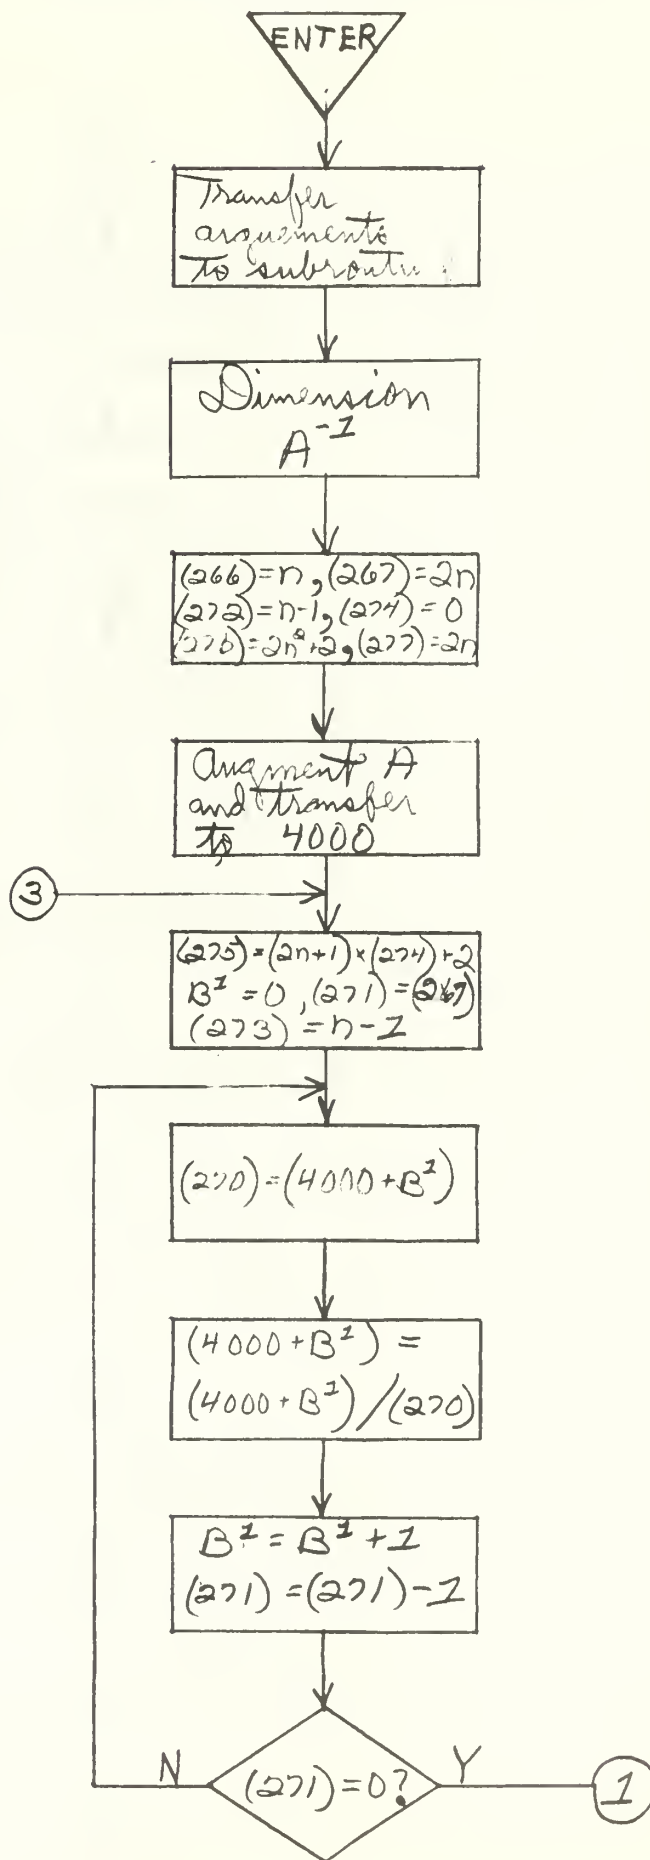 ENTER
Transfer
arguements
to subroutin
Dimension
A⁻¹
(266)=n, (267)=2n
(272)=n-1, (274)=0
(276)=2n²+2, (277)=2n
Augment A
and transfer
to 4000
3
(275)=(2n+1)×(274)+2
B¹=0, (271)=(267)
(273)=n-1
(270)=(4000+B¹)
(4000+B¹)=
(4000+B¹)/(270)
B¹=B¹+1
(271)=(271)-1
N
(271)=0?
Y
1